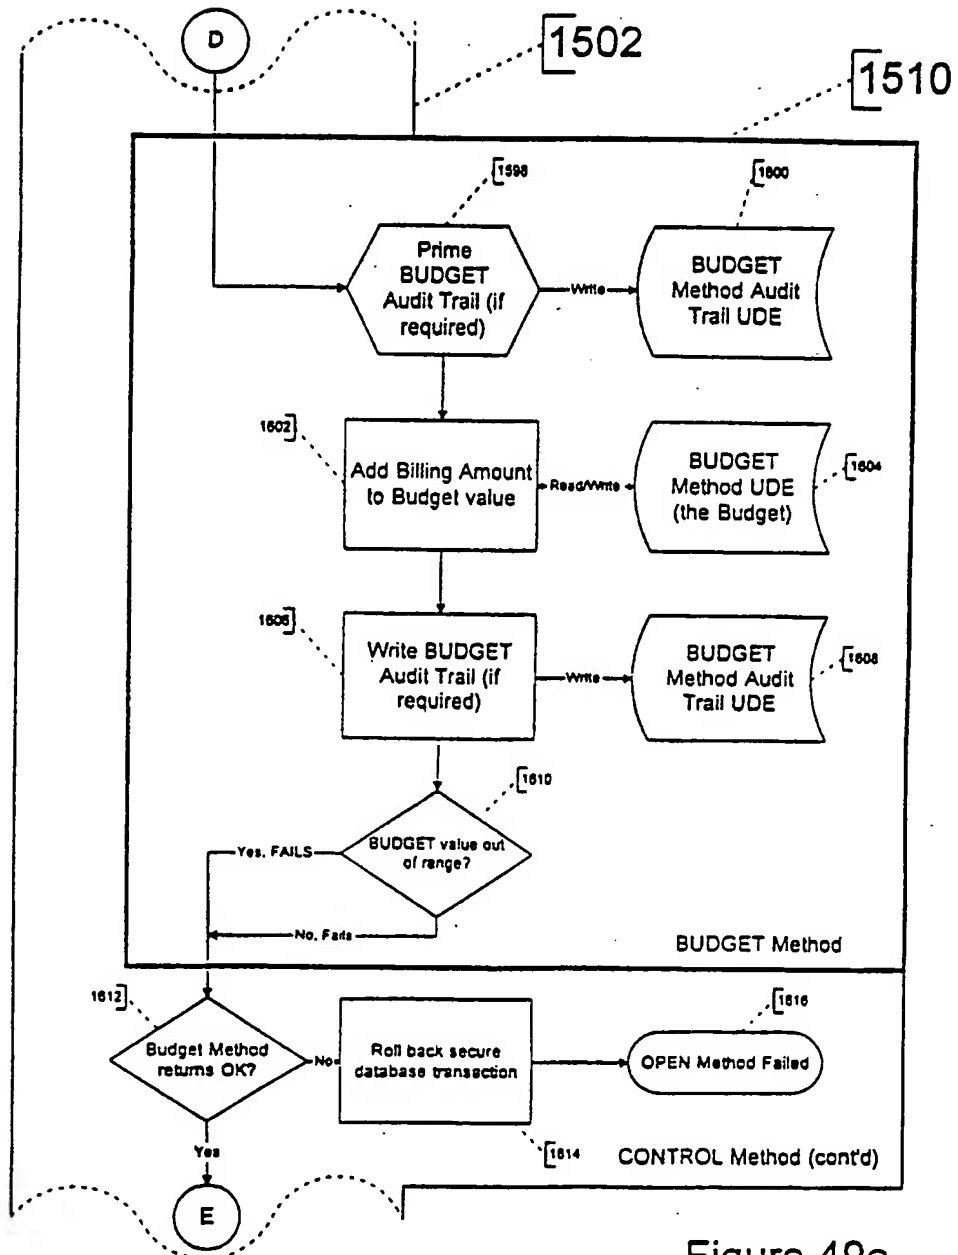 D
1502
1510
1598
1600
Prime
BUDGET
Audit Trail (if
required)
Write
BUDGET
Method Audit
Trail UDE
1602
Add Billing Amount
to Budget value
Read/Write
BUDGET
Method UDE
(the Budget)
1604
1606
Write BUDGET
Audit Trail (if
required)
Write
BUDGET
Method Audit
Trail UDE
1608
1610
BUDGET value out
of range?
Yes, FAILS
No, Fails
BUDGET Method
1612
Budget Method
returns OK?
No
Roll back secure
database transaction
1616
OPEN Method Failed
1614
CONTROL Method (cont'd)
Yes
E